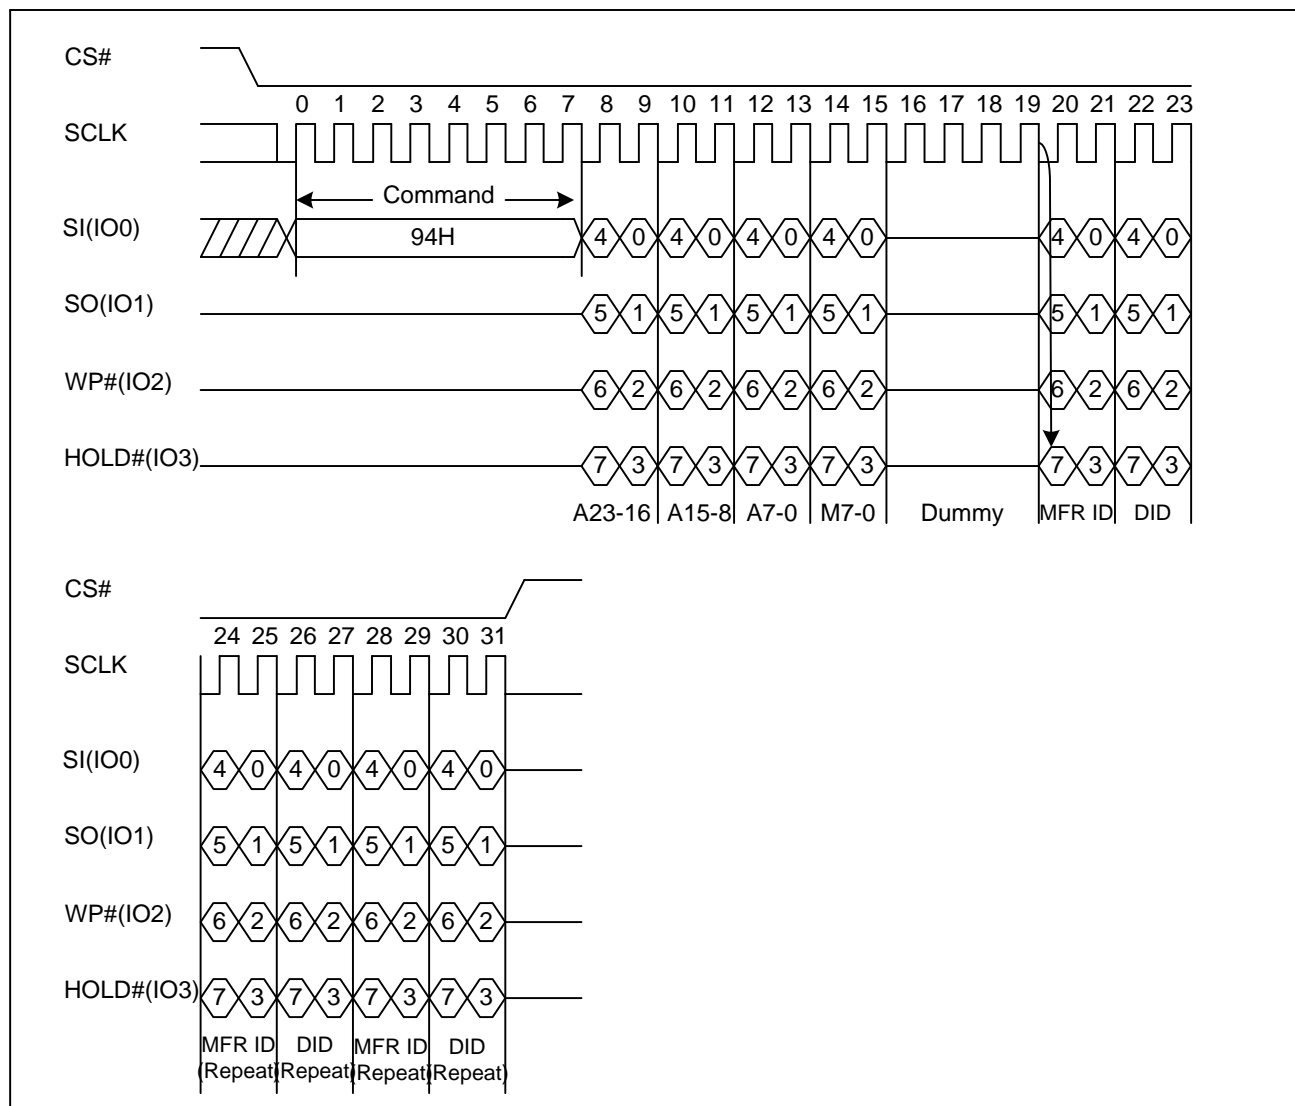 CS#
0 1 2 3 4 5 6 7 8 9 10 11 12 13 14 15 16 17 18 19 20 21 22 23
SCLK
Command
SI(IO0) 94H 4 0 4 0 4 0 4 0 4 0 4 0
SO(IO1) 5 1 5 1 5 1 5 1 5 1 5 1
WP#(IO2) 6 2 6 2 6 2 6 2 6 2 6 2
HOLD#(IO3) 7 3 7 3 7 3 7 3 7 3 7 3
A23-16 A15-8 A7-0 M7-0 Dummy MFR ID DID
CS#
24 25 26 27 28 29 30 31
SCLK
SI(IO0) 4 0 4 0 4 0 4 0
SO(IO1) 5 1 5 1 5 1 5 1
WP#(IO2) 6 2 6 2 6 2 6 2
HOLD#(IO3) 7 3 7 3 7 3 7 3
MFR ID DID MFR ID DID
(Repeat) (Repeat) (Repeat) (Repeat)